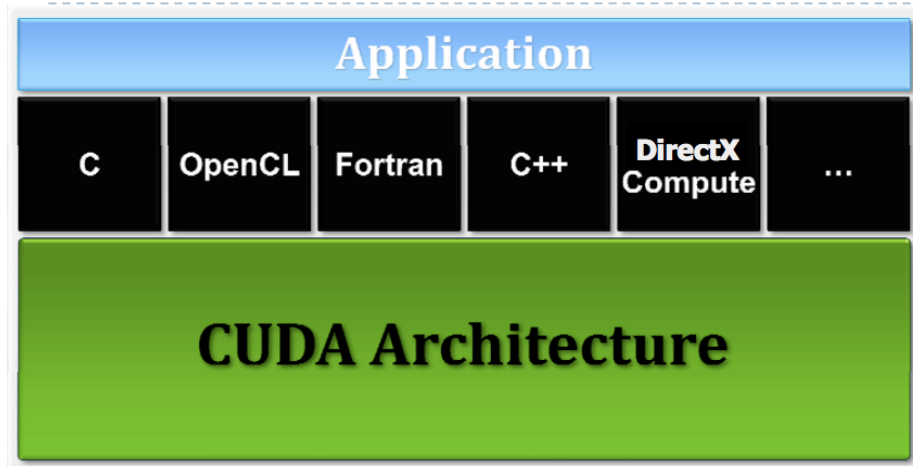 Application
C
OpenCL
Fortran
C++
DirectX
Compute
...
CUDA Architecture